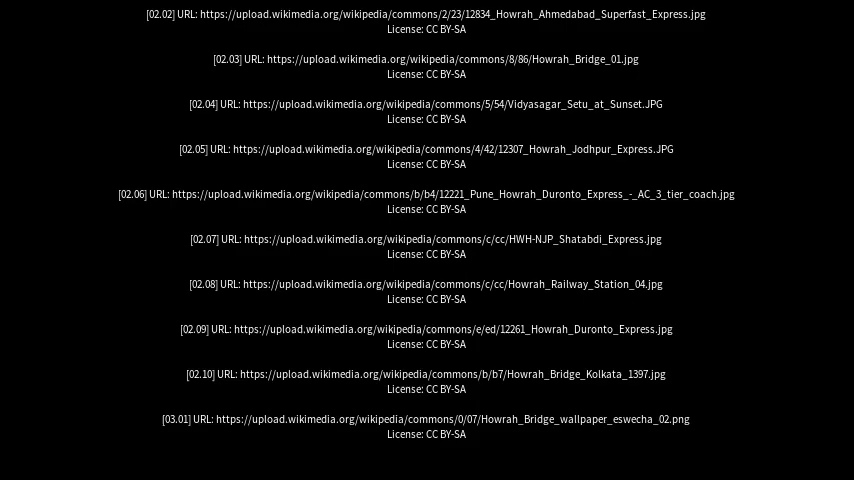 [02.02] URL: https://upload.wikimedia.org/wikipedia/commons/2/23/12834_Howrah_Ahmedabad_Superfast_Express.jpg
License: CC BY-SA
[02.03] URL: https://upload.wikimedia.org/wikipedia/commons/8/86/Howrah_Bridge_01.jpg
License: CC BY-SA
[02.04] URL: https://upload.wikimedia.org/wikipedia/commons/5/54/Vidyasagar_Setu_at_Sunset.JPG
License: CC BY-SA
[02.05] URL: https://upload.wikimedia.org/wikipedia/commons/4/42/12307_Howrah_Jodhpur_Express.JPG
License: CC BY-SA
[02.06] URL: https://upload.wikimedia.org/wikipedia/commons/b/b4/12221_Pune_Howrah_Duronto_Express_-_AC_3_tier_coach.jpg
License: CC BY-SA
[02.07] URL: https://upload.wikimedia.org/wikipedia/commons/c/cc/HWH-NJP_Shatabdi_Express.jpg
License: CC BY-SA
[02.08] URL: https://upload.wikimedia.org/wikipedia/commons/c/cc/Howrah_Railway_Station_04.jpg
License: CC BY-SA
[02.09] URL: https://upload.wikimedia.org/wikipedia/commons/e/ed/12261_Howrah_Duronto_Express.jpg
License: CC BY-SA
[02.10] URL: https://upload.wikimedia.org/wikipedia/commons/b/b7/Howrah_Bridge_Kolkata_1397.jpg
License: CC BY-SA
[03.01] URL: https://upload.wikimedia.org/wikipedia/commons/0/07/Howrah_Bridge_wallpaper_eswecha_02.png
License: CC BY-SA